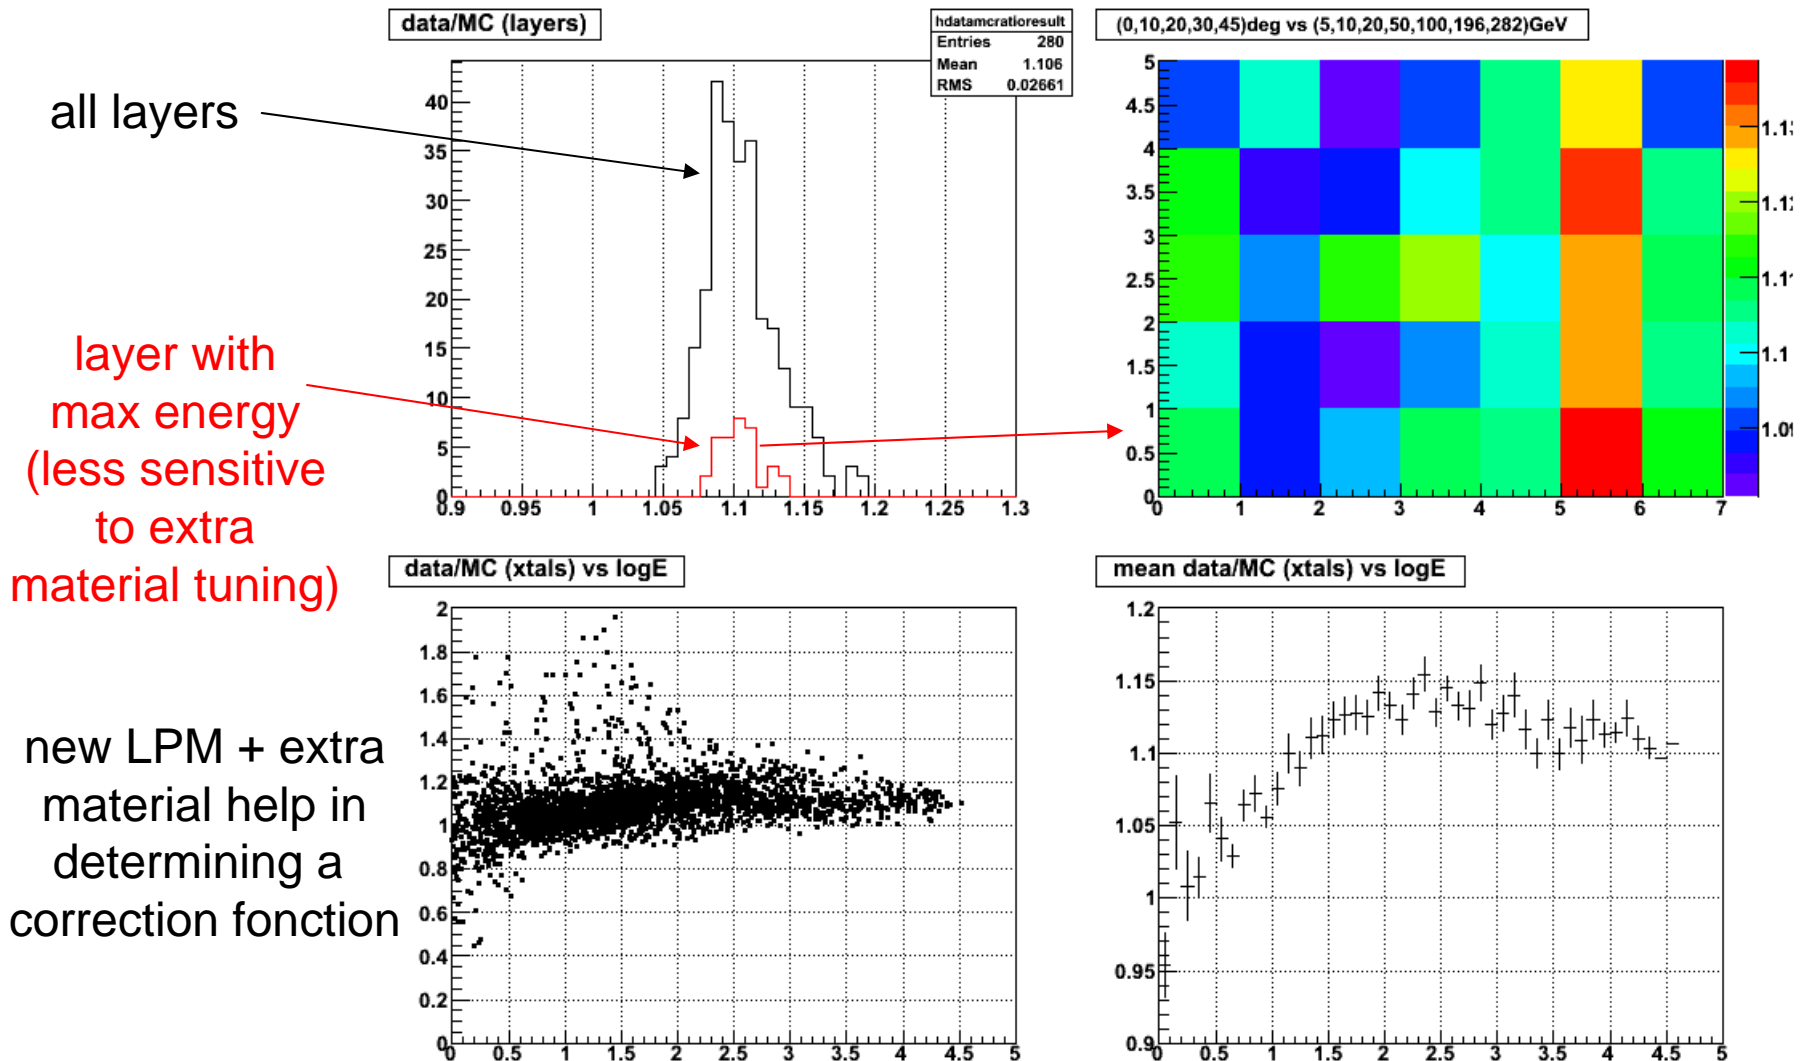 data/MC (layers)
hdatamcratioresult
Entries 280
Mean 1.106
RMS 0.02661
all layers
layer with
max energy
(less sensitive
to extra
material tuning)
new LPM + extra
material help in
determining a
correction fonction
40
35
30
25
20
15
10
5
0
0.9 0.95 1 1.05 1.1 1.15 1.2 1.25 1.3
(0,10,20,30,45)deg vs (5,10,20,50,100,196,282)GeV
5
4.5
4
3.5
3
2.5
2
1.5
1
0.5
0
0 1 2 3 4 5 6 7
1.1
data/MC (xtals) vs logE
2
1.8
1.6
1.4
1.2
1
0.8
0.6
0.4
0.2
0
0 0.5 1 1.5 2 2.5 3 3.5 4 4.5 5
mean data/MC (xtals) vs logE
1.2
1.15
1.1
1.05
1
0.95
0.9
0 0.5 1 1.5 2 2.5 3 3.5 4 4.5 5